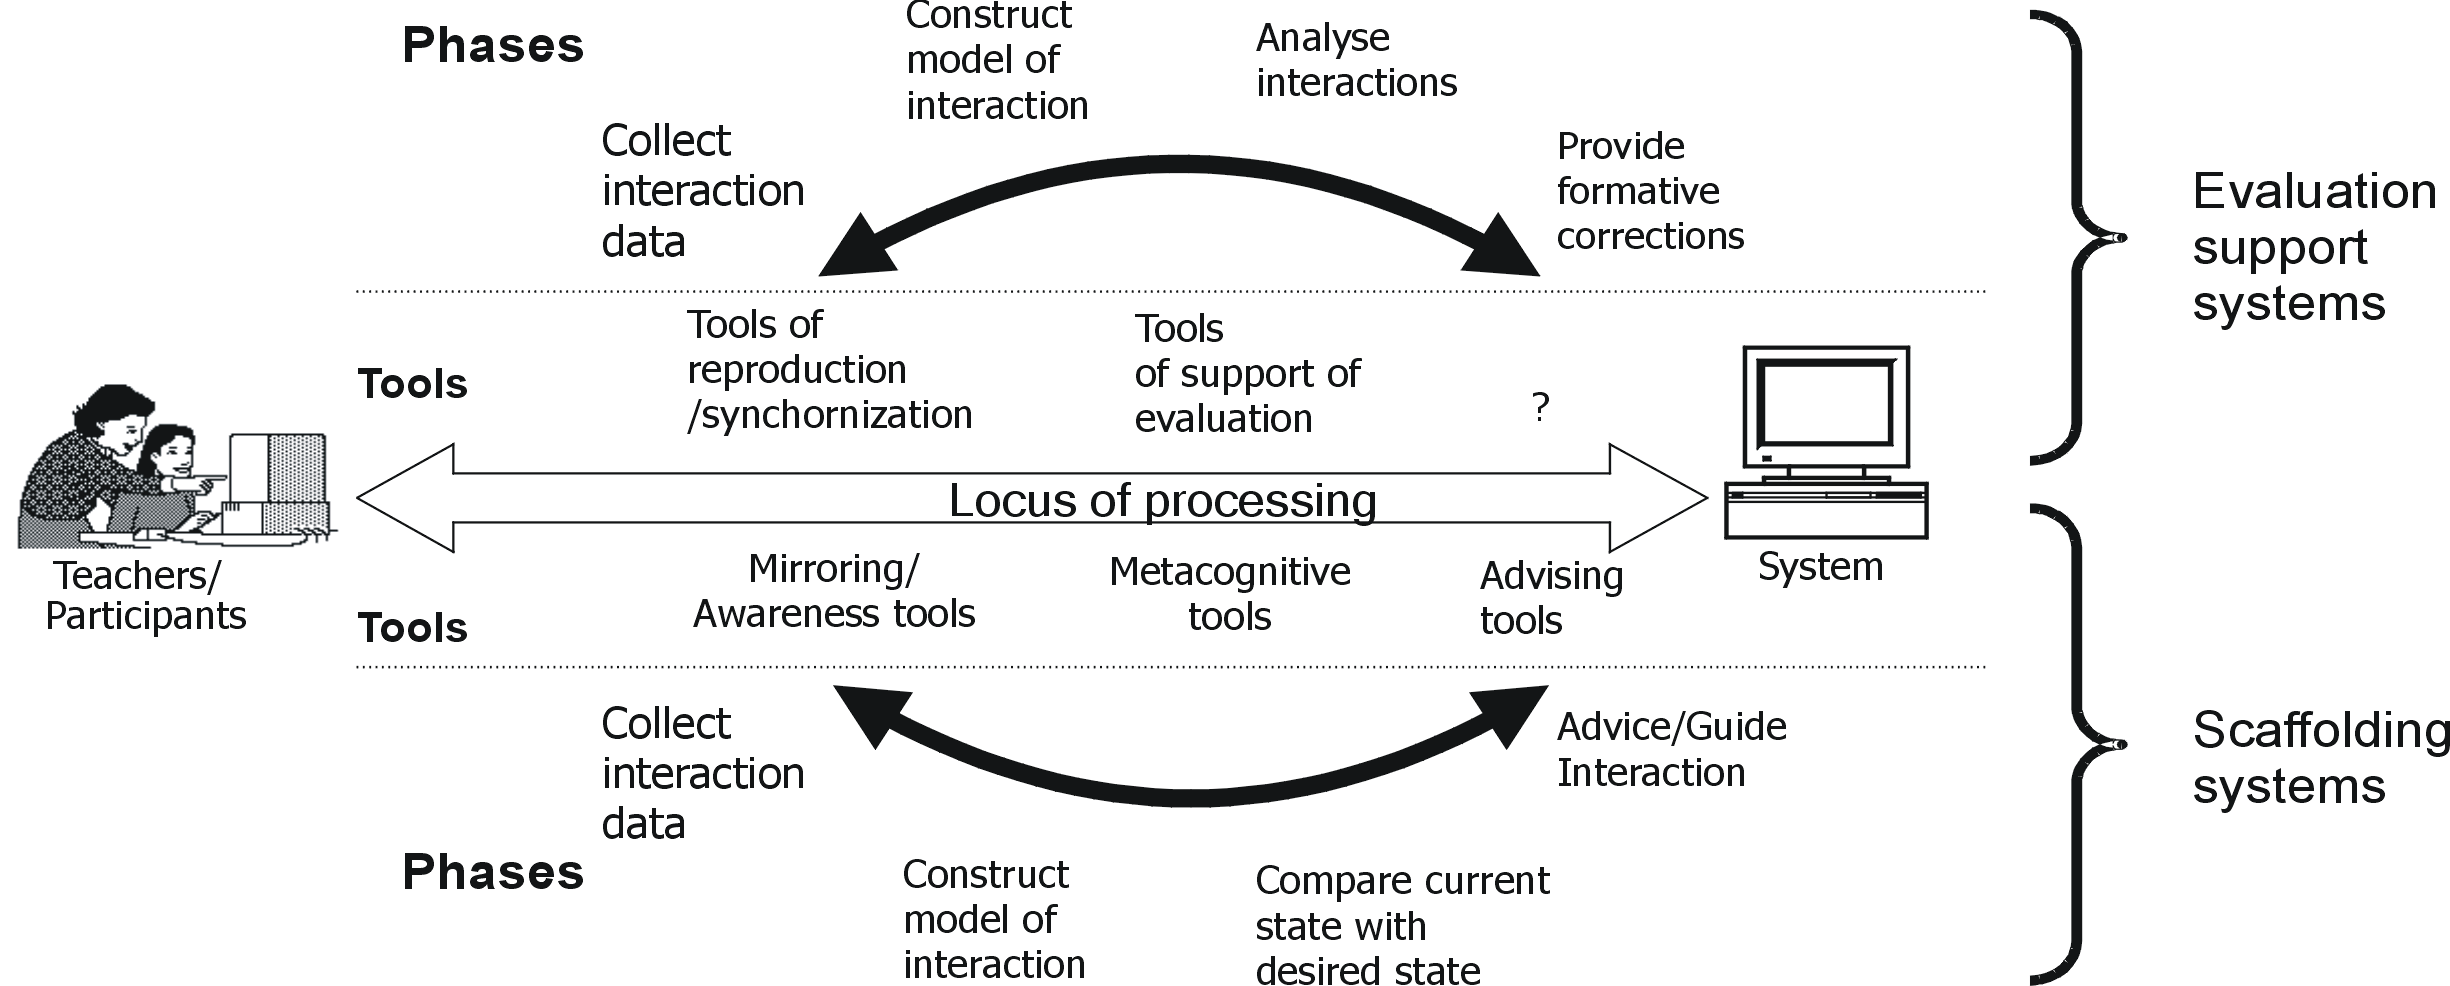 Phases
Construct
model of
interaction
Analyse
interactions
Collect
interaction
data
Provide
formative
corrections
Evaluation
support
systems
Tools
Tools of
reproduction
/synchornization
Tools
of support of
evaluation
?
Locus of processing
Teachers/
Participants
System
Tools
Mirroring/
Awareness tools
Metacognitive
tools
Advising
tools
Collect
interaction
data
Advice/Guide
Interaction
Scaffolding
systems
Phases
Construct
model of
interaction
Compare current
state with
desired state